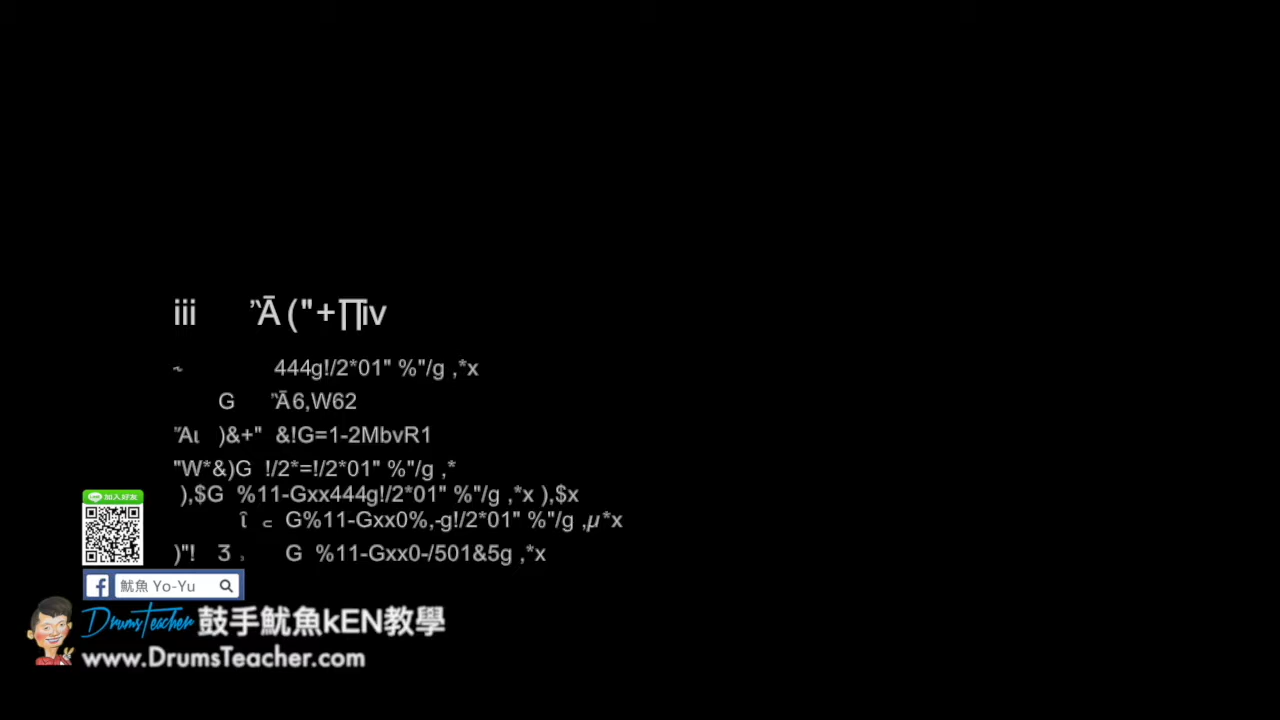 iii ̏Ā ("+∏iv
~ 444g!/2*01" %"/g ,*x
G ̏Ā6,W62
̋Aι )&+" &!G=1-2MbvR1
"W*&)G !/2*=!/2*01" %"/g ,*
),$G %11-Gxx444g!/2*01" %"/g ,*x ),$x
î ᴄ G%11-Gxx0%,-g!/2*01" %"/g ,μ*x
)"! 3 ₃ G %11-Gxx0-/501&5g ,*x
加入好友
魷魚 Yo-Yu
DrumsTeacher 鼓手魷魚kEN教學
www.DrumsTeacher.com